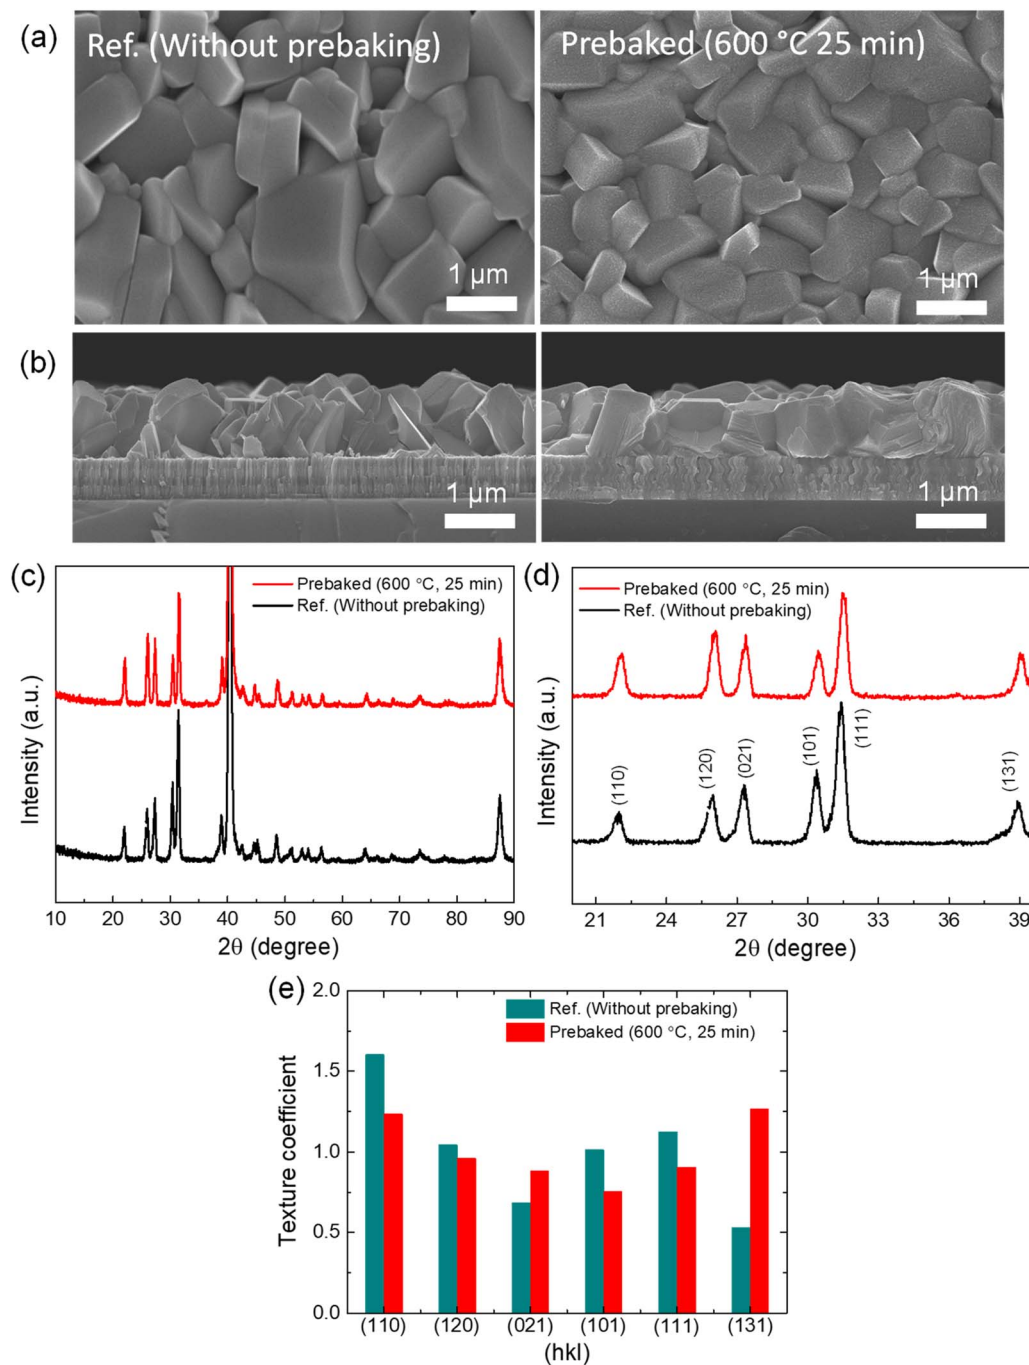 (a)
Ref. (Without prebaking)
1 μm
Prebaked (600 °C 25 min)
1 μm
(b)
1 μm
1 μm
(c)
Prebaked (600 °C, 25 min)
Ref. (Without prebaking)
Intensity (a.u.)
10 20 30 40 50 60 70 80 90
2θ (degree)
(d)
Prebaked (600 °C, 25 min)
Ref. (Without prebaking)
(110)
(120)
(021)
(101)
(111)
(131)
Intensity (a.u.)
21 24 27 30 33 36 39
2θ (degree)
(e)
Ref. (Without prebaking)
Prebaked (600 °C, 25 min)
Texture coefficient
2.0
1.5
1.0
0.5
0.0
(110) (120) (021) (101) (111) (131)
(hkl)